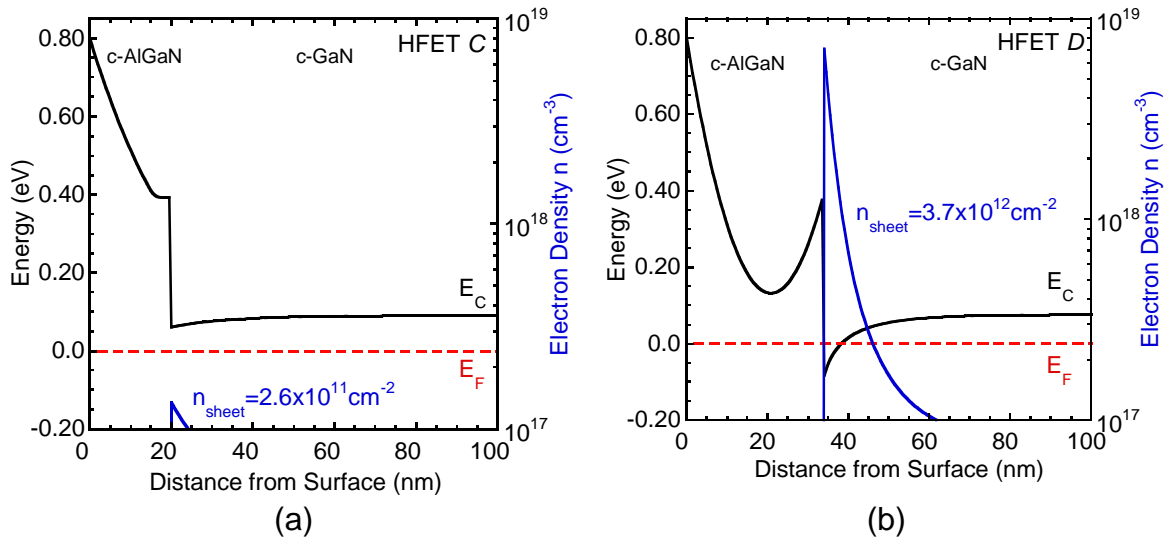 HFET C
c-AlGaN
c-GaN
0.80
0.60
0.40
0.20
0.0
-0.20
Energy (eV)
10^19
10^18
10^17
Electron Density n (cm^-3)
E_C
E_F
n_sheet=2.6x10^11cm^-2
0 20 40 60 80 100
Distance from Surface (nm)
(a)
HFET D
c-AlGaN
c-GaN
0.80
0.60
0.40
0.20
0.0
-0.20
Energy (eV)
10^19
10^18
10^17
Electron Density n (cm^-3)
n_sheet=3.7x10^12cm^-2
E_C
E_F
0 20 40 60 80 100
Distance from Surface (nm)
(b)